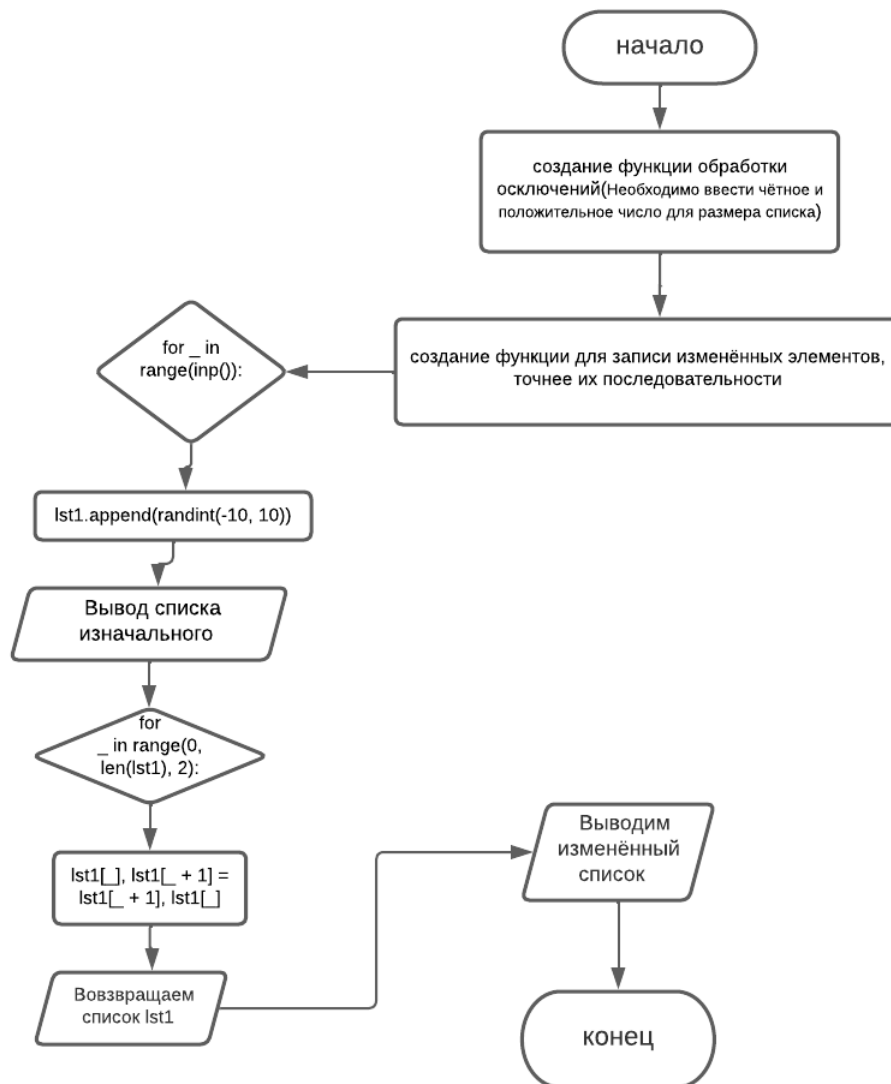 начало
создание функции обработки
осключений(Необходимо ввести чётное и
положительное число для размера списка)
создание функции для записи изменённых элементов,
точнее их последовательности
for _ in
range(inp()):
lst1.append(randint(-10, 10))
Вывод списка
изначального
for
_ in range(0,
len(lst1), 2):
lst1[_], lst1[_ + 1] =
lst1[_ + 1], lst1[_]
Вовзвращаем
список lst1
Выводим
изменённый
список
конец